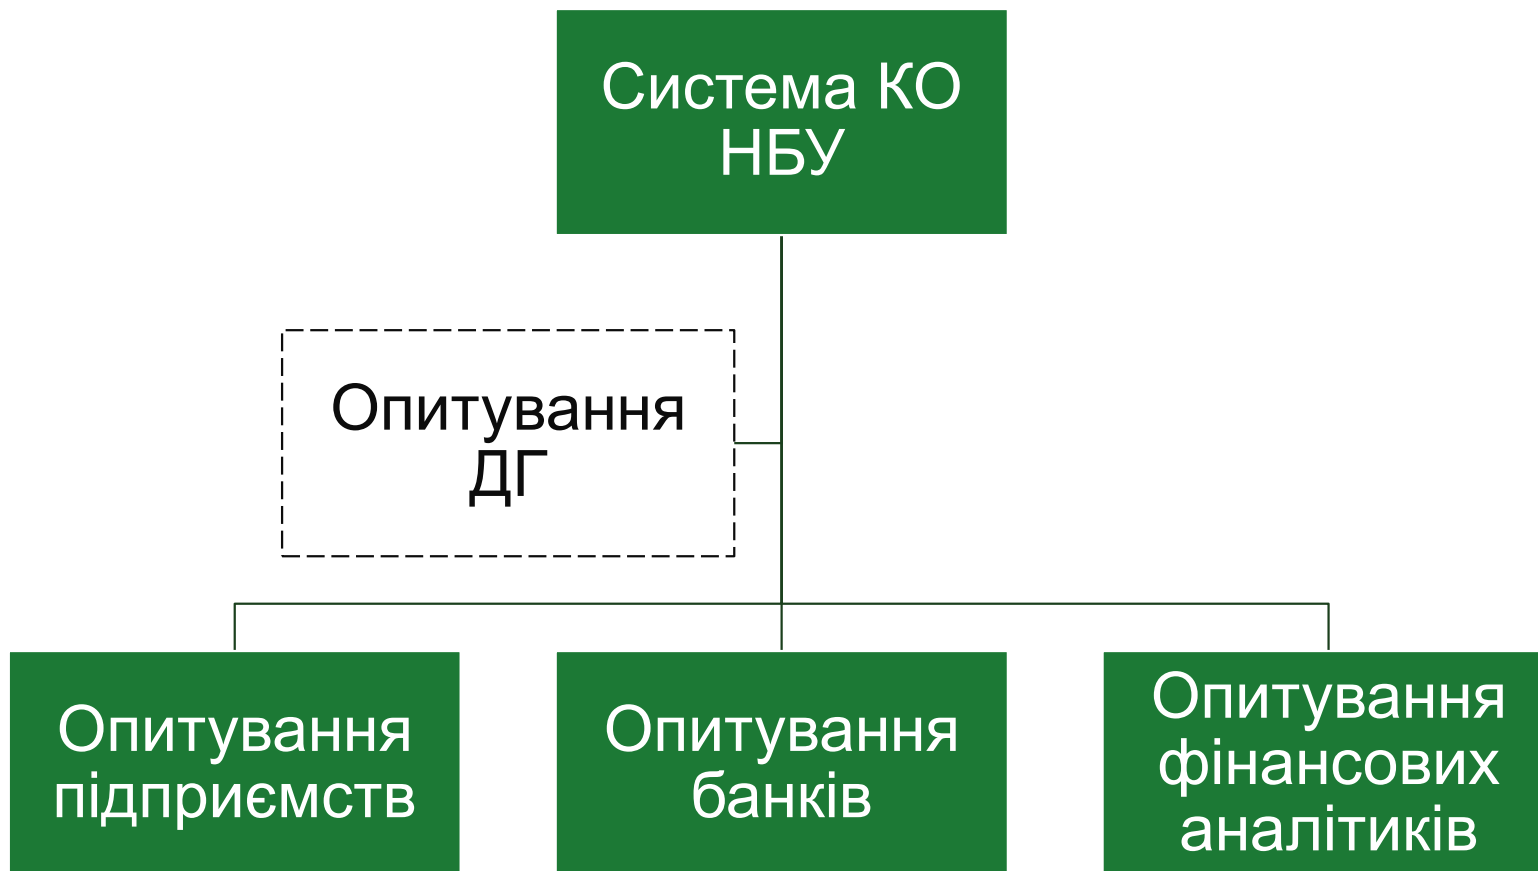 Система КО
НБУ
Опитування
ДГ
Опитування
підприємств
Опитування
банків
Опитування
фінансових
аналітиків